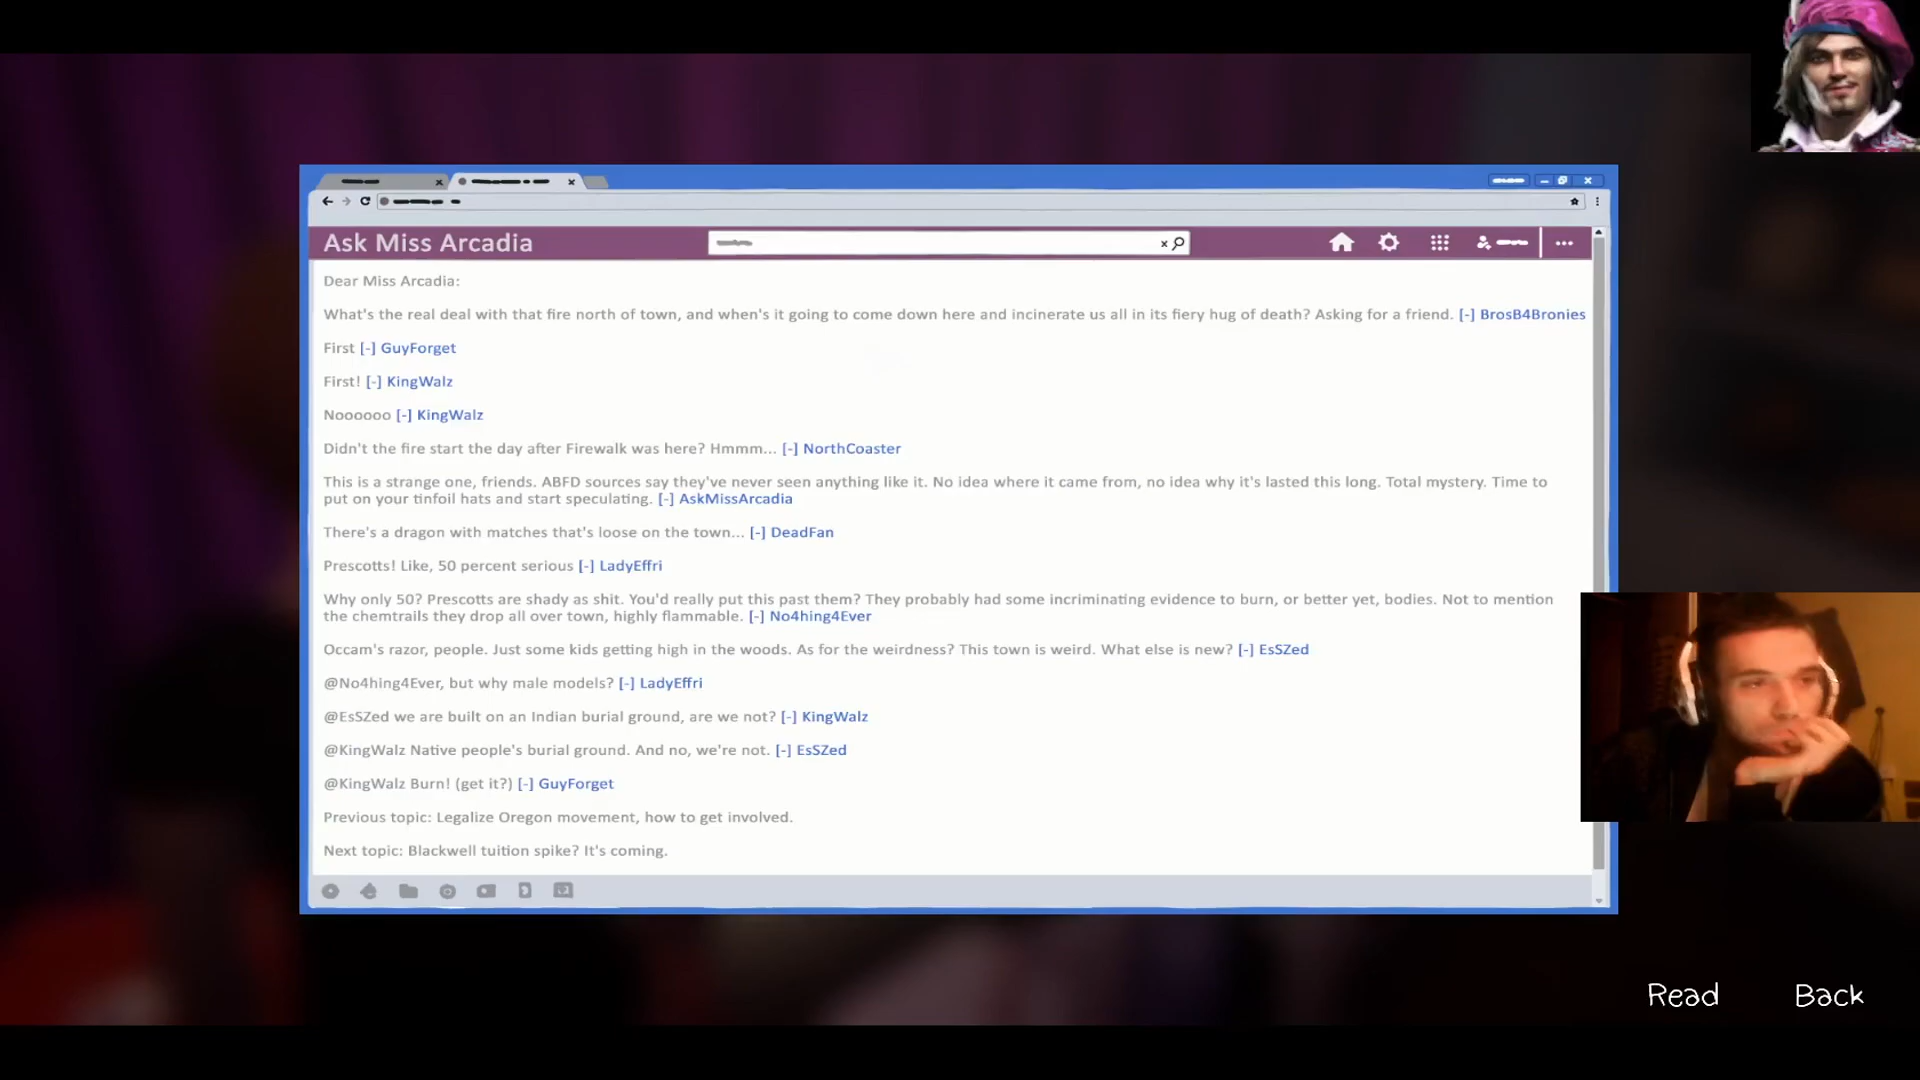 Ask Miss Arcadia
Dear Miss Arcadia:
What's the real deal with that fire north of town, and when's it going to come down here and incinerate us all in its fiery hug of death? Asking for a friend. [-] BrosB4Bronies
First [-] GuyForget
First! [-] KingWalz
Noooooo [-] KingWalz
Didn't the fire start the day after Firewalk was here? Hmmm... [-] NorthCoaster
This is a strange one, friends. ABFD sources say they've never seen anything like it. No idea where it came from, no idea why it's lasted this long. Total mystery. Time to
put on your tinfoil hats and start speculating. [-] AskMissArcadia
There's a dragon with matches that's loose on the town... [-] DeadFan
Prescotts! Like, 50 percent serious [-] LadyEffri
Why only 50? Prescotts are shady as shit. You'd really put this past them? They probably had some incriminating evidence to burn, or better yet, bodies. Not to mention
the chemtrails they drop all over town, highly flammable. [-] No4hing4Ever
Occam's razor, people. Just some kids getting high in the woods. As for the weirdness? This town is weird. What else is new? [-] EsSZed
@No4hing4Ever, but why male models? [-] LadyEffri
@EsSZed we are built on an Indian burial ground, are we not? [-] KingWalz
@KingWalz Native people's burial ground. And no, we're not. [-] EsSZed
@KingWalz Burn! (get it?) [-] GuyForget
Previous topic: Legalize Oregon movement, how to get involved.
Next topic: Blackwell tuition spike? It's coming.
Read Back